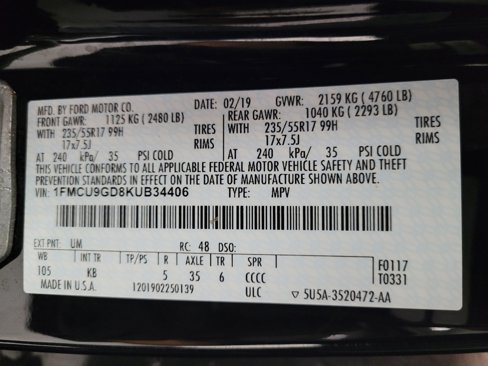 MFD. BY FORD MOTOR CO.
DATE: 02/19 GVWR: 2159 KG ( 4760 LB)
FRONT GAWR: 1125 KG ( 2480 LB) REAR GAWR: 1040 KG ( 2293 LB)
WITH 235/55R17 99H TIRES WITH 235/55R17 99H TIRES
17x7.5J RIMS 17x7.5J RIMS
AT 240 kPa/ 35 PSI COLD AT 240 kPa/ 35 PSI COLD
THIS VEHICLE CONFORMS TO ALL APPLICABLE FEDERAL MOTOR VEHICLE SAFETY AND THEFT
PREVENTION STANDARDS IN EFFECT ON THE DATE OF MANUFACTURE SHOWN ABOVE.
VIN: 1FMCU9GD8KUB34406 TYPE: MPV
EXT PNT: UM RC: 48 DSO:
WB INT TR TP/PS R AXLE TR SPR F0117
105 KB 5 35 6 CCCC T0331
MADE IN U.S.A. 1201902250139 ULC 5U5A-3520472-AA